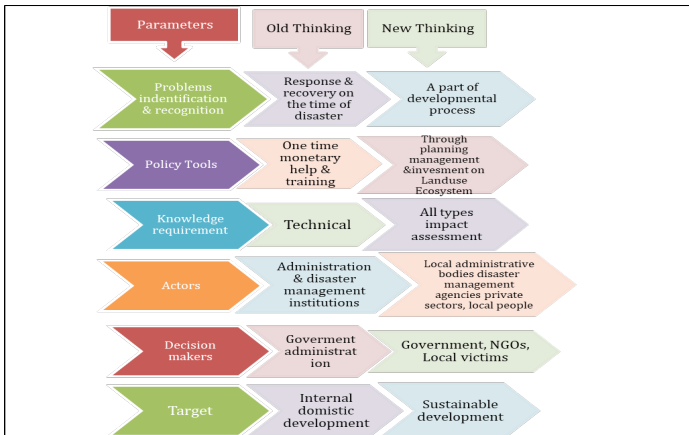 Parameters
Old Thinking
New Thinking
Problems
indentification
& recognition
Response &
recovery on
the time of
disaster
A part of
developmental
process
Policy Tools
One time
monetary
help &
training
Through
planning
management
&invesment on
Landuse
Ecosystem
Knowledge
requirement
Technical
All types
impact
assessment
Actors
Administration
& disaster
management
institutions
Local administrative
bodies disaster
management
agencies private
sectors, local people
Decision
makers
Goverment
administrat
ion
Government, NGOs,
Local victims
Target
Internal
domistic
development
Sustainable
development